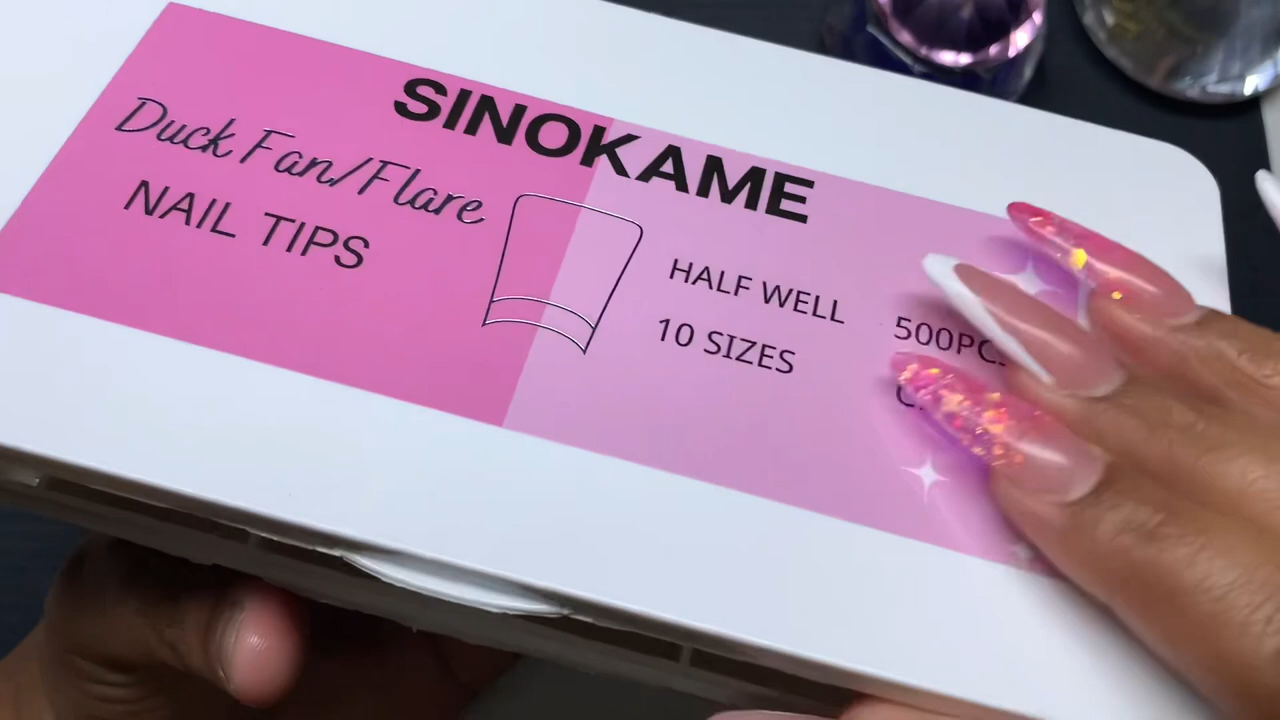 SINOKAME
Duck Fan/Flare
NAIL TIPS
HALF WELL
10 SIZES